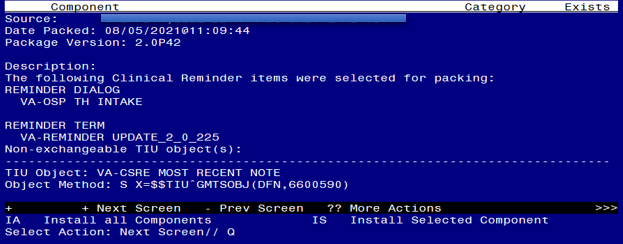 Component Category Exists
Source:
Date Packed: 08/05/2021@11:09:44
Package Version: 2.0P42
Description:
The following Clinical Reminder items were selected for packing:
REMINDER DIALOG
VA-OSP TH INTAKE
REMINDER TERM
VA-REMINDER UPDATE_2_0_225
Non-exchangeable TIU object(s):
--------------------------------------------------------------------------------
TIU Object: VA-CSRE MOST RECENT NOTE
Object Method: S X=$$TIU^GMTSOBJ(DFN,6600590)
+ + Next Screen - Prev Screen ?? More Actions >>>
IA Install all Components IS Install Selected Component
Select Action: Next Screen// Q